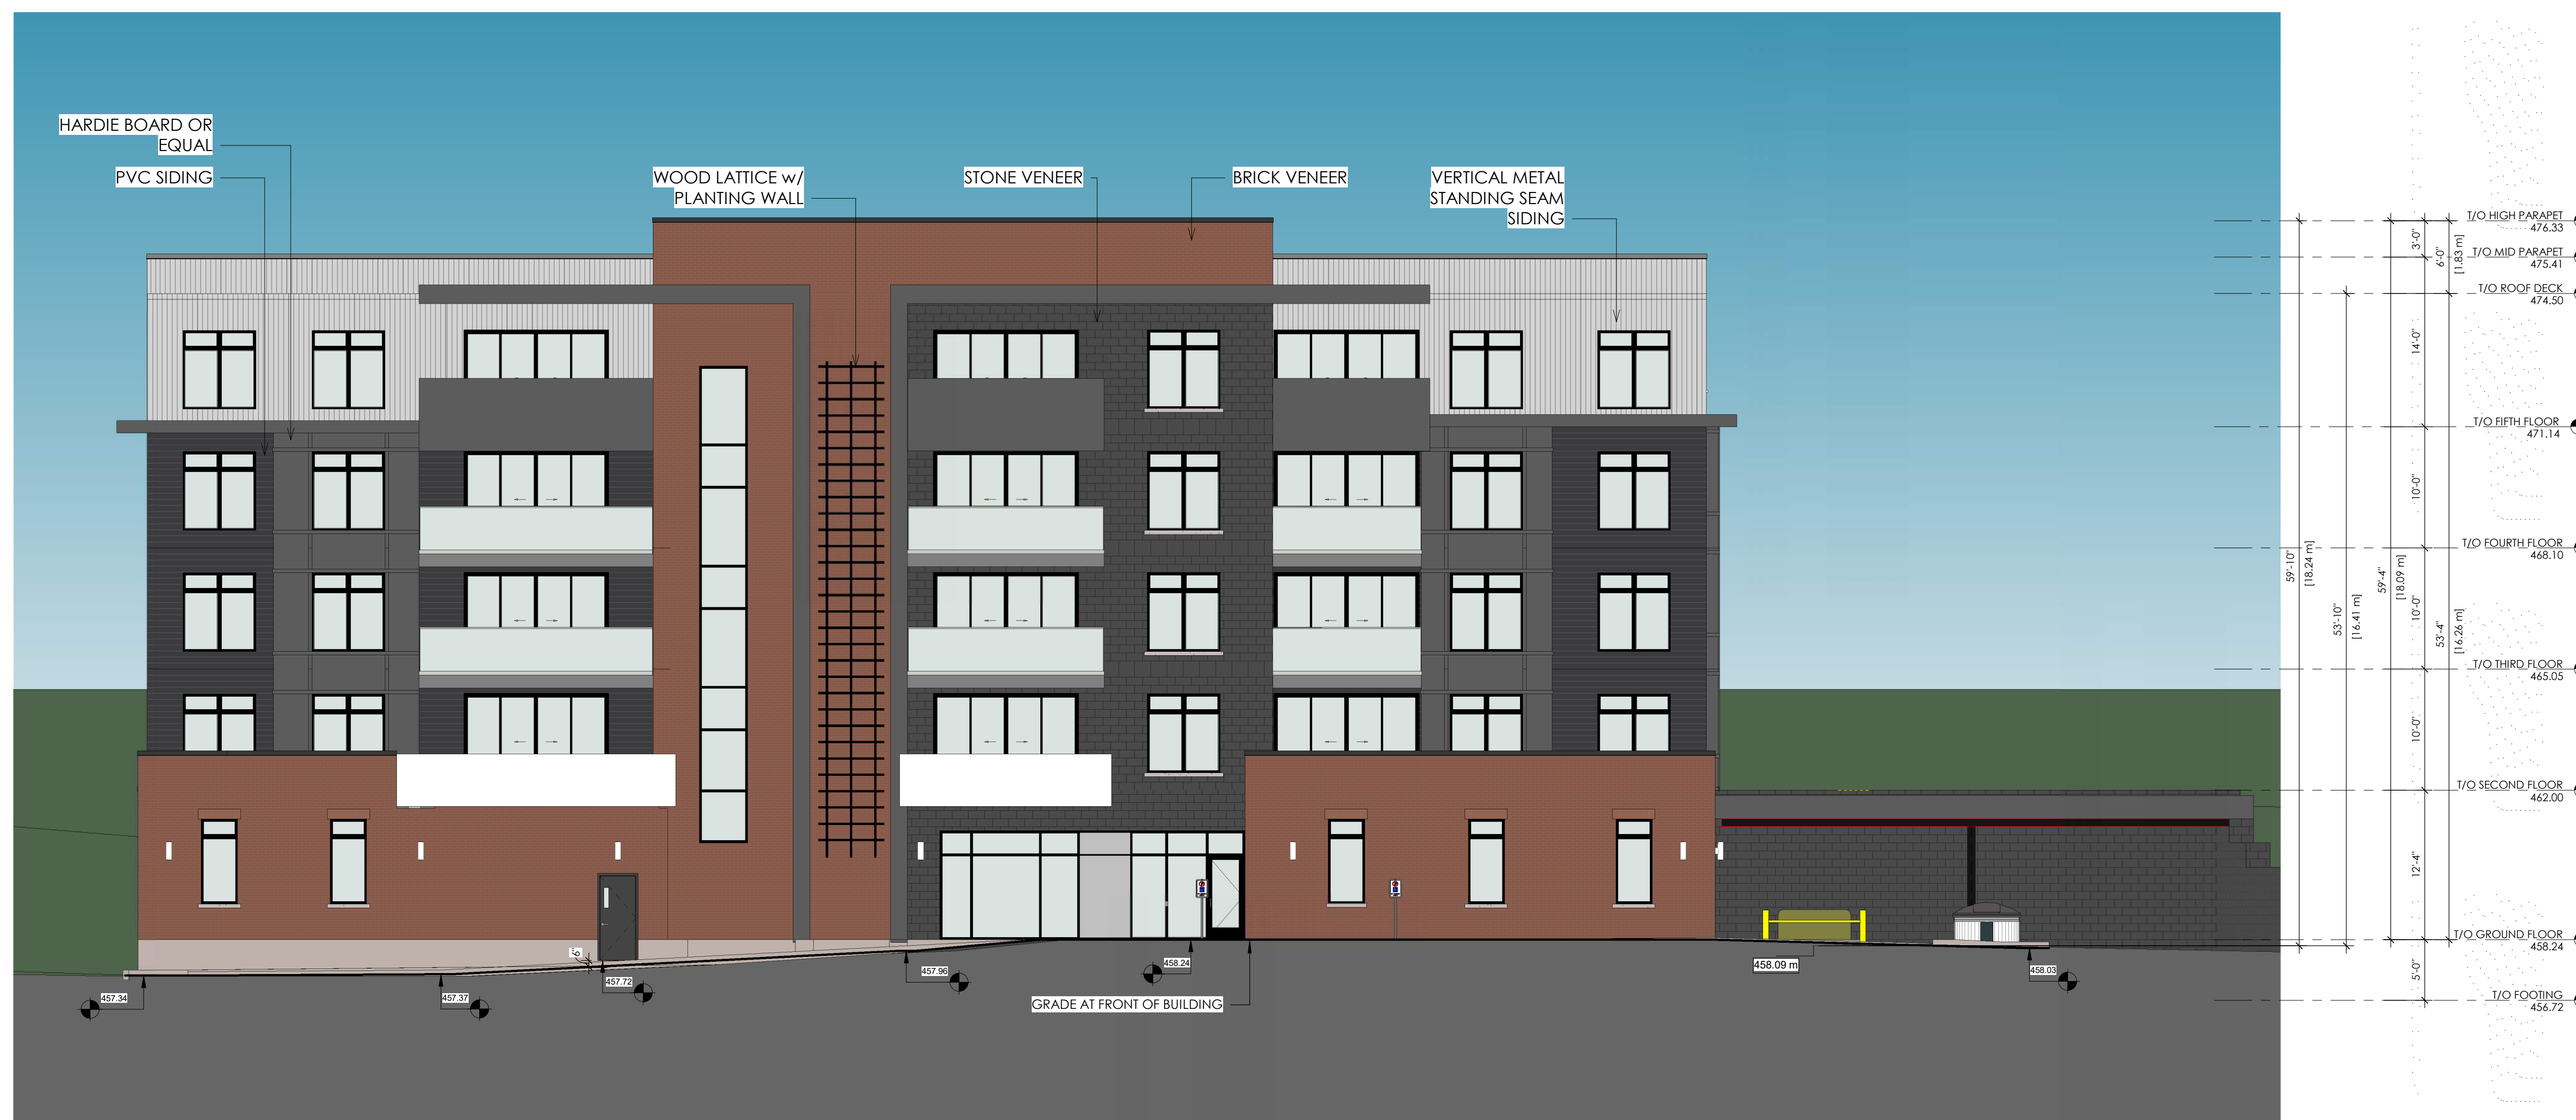 HARDIE BOARD OR
EQUAL
PVC SIDING
WOOD LATTICE w/
PLANTING WALL
STONE VENEER
BRICK VENEER
VERTICAL METAL
STANDING SEAM
SIDING
T/O HIGH PARAPET
476.33
3'-0"
6'-0"
[1.83 m]
T/O MID PARAPET
475.41
T/O ROOF DECK
474.50
14'-0"
T/O FIFTH FLOOR
471.14
10'-0"
T/O FOURTH FLOOR
468.10
59'-10"
[18.24 m]
53'-10"
[16.41 m]
59'-4"
[18.09 m]
10'-0"
53'-4"
[16.26 m]
T/O THIRD FLOOR
465.05
10'-0"
T/O SECOND FLOOR
462.00
12'-4"
T/O GROUND FLOOR
458.24
5'-0"
T/O FOOTING
456.72
457.34
457.37
457.72
457.96
458.24
GRADE AT FRONT OF BUILDING
458.09 m
458.03